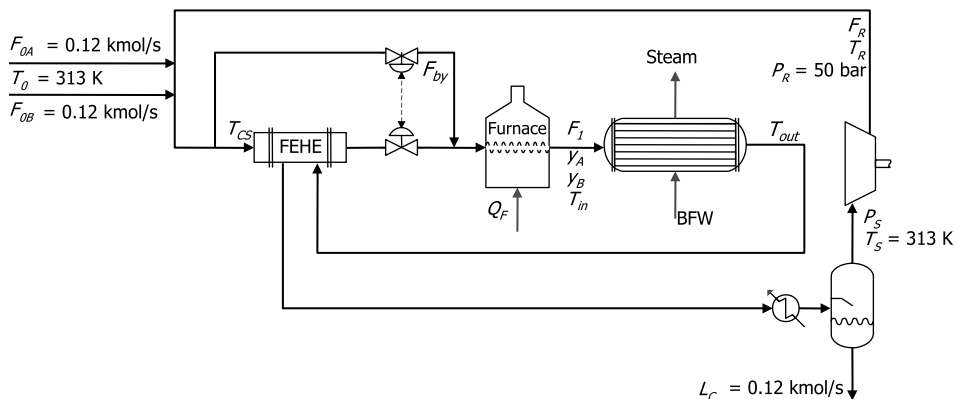 F0A = 0.12 kmol/s
T0 = 313 K
F0B = 0.12 kmol/s
TCS
FEHE
Fby
Furnace
QF
F1
yA
yB
Tin
Steam
BFW
Tout
FR
TR
PR = 50 bar
PS
TS = 313 K
LC = 0.12 kmol/s